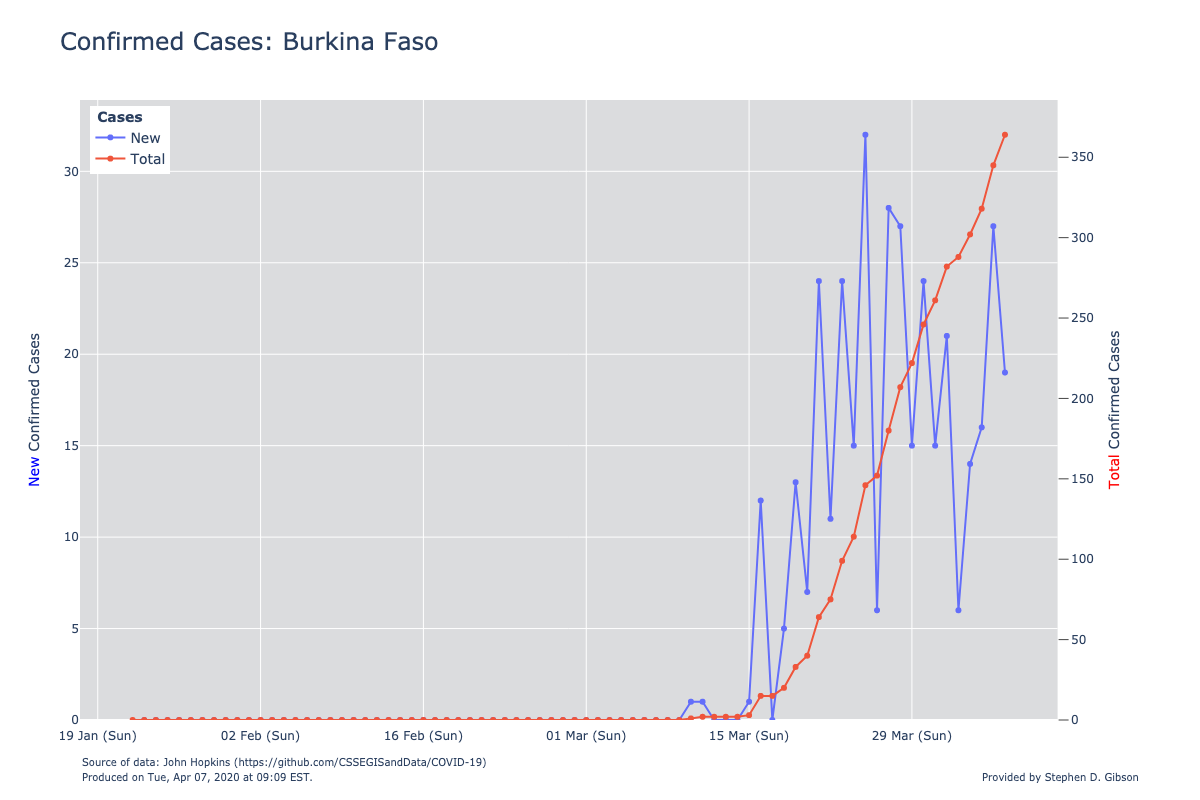 Confirmed Cases: Burkina Faso
Cases
New
Total
30
25
20
15
10
5
0
350
300
250
200
150
100
50
0
New Confirmed Cases
Total Confirmed Cases
19 Jan (Sun)
02 Feb (Sun)
16 Feb (Sun)
01 Mar (Sun)
15 Mar (Sun)
29 Mar (Sun)
Source of data: John Hopkins (https://github.com/CSSEGISandData/COVID-19)
Produced on Tue, Apr 07, 2020 at 09:09 EST.
Provided by Stephen D. Gibson